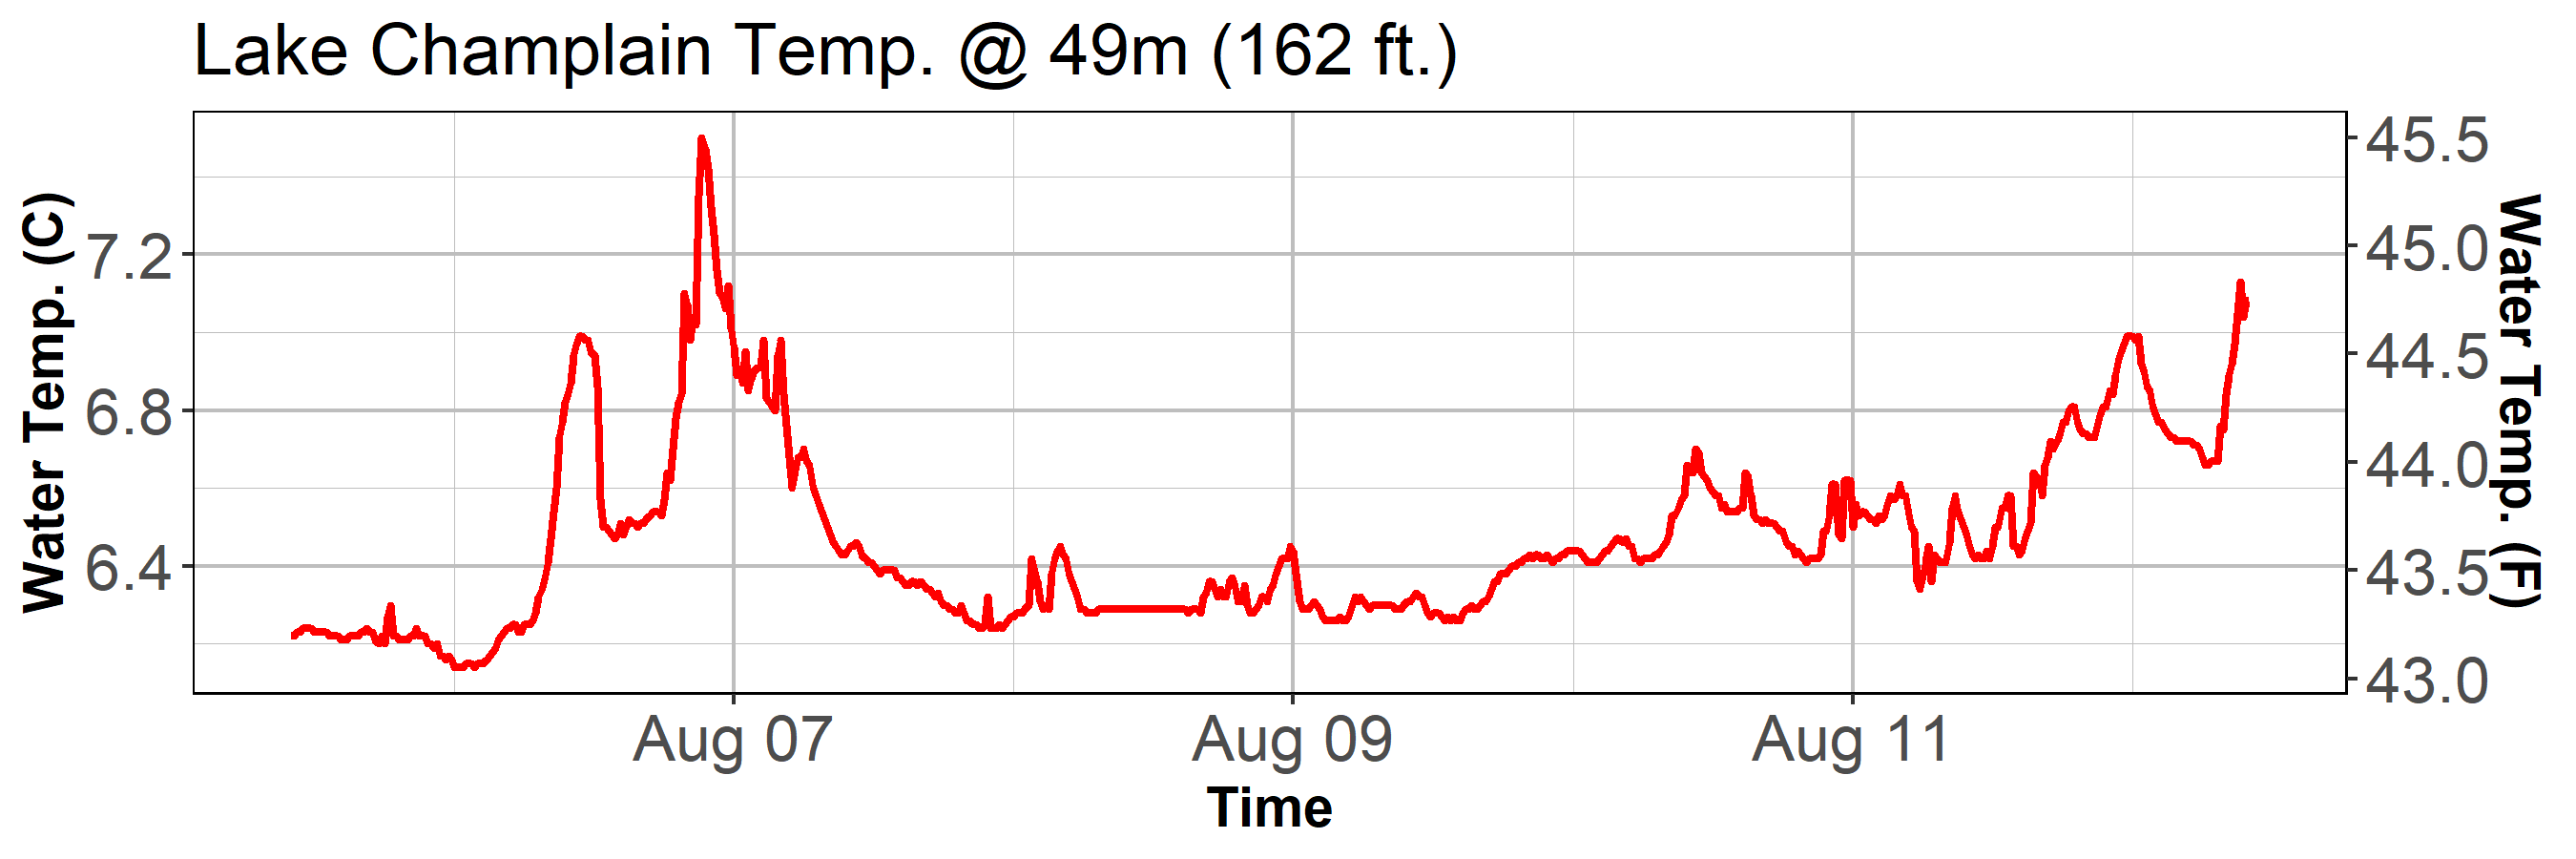 Lake Champlain Temp. @ 49m (162 ft.)
Water Temp. (C)
7.2
6.8
6.4
45.5
45.0
44.5
44.0
43.5
43.0
Water Temp. (F)
Aug 07 Aug 09 Aug 11
Time